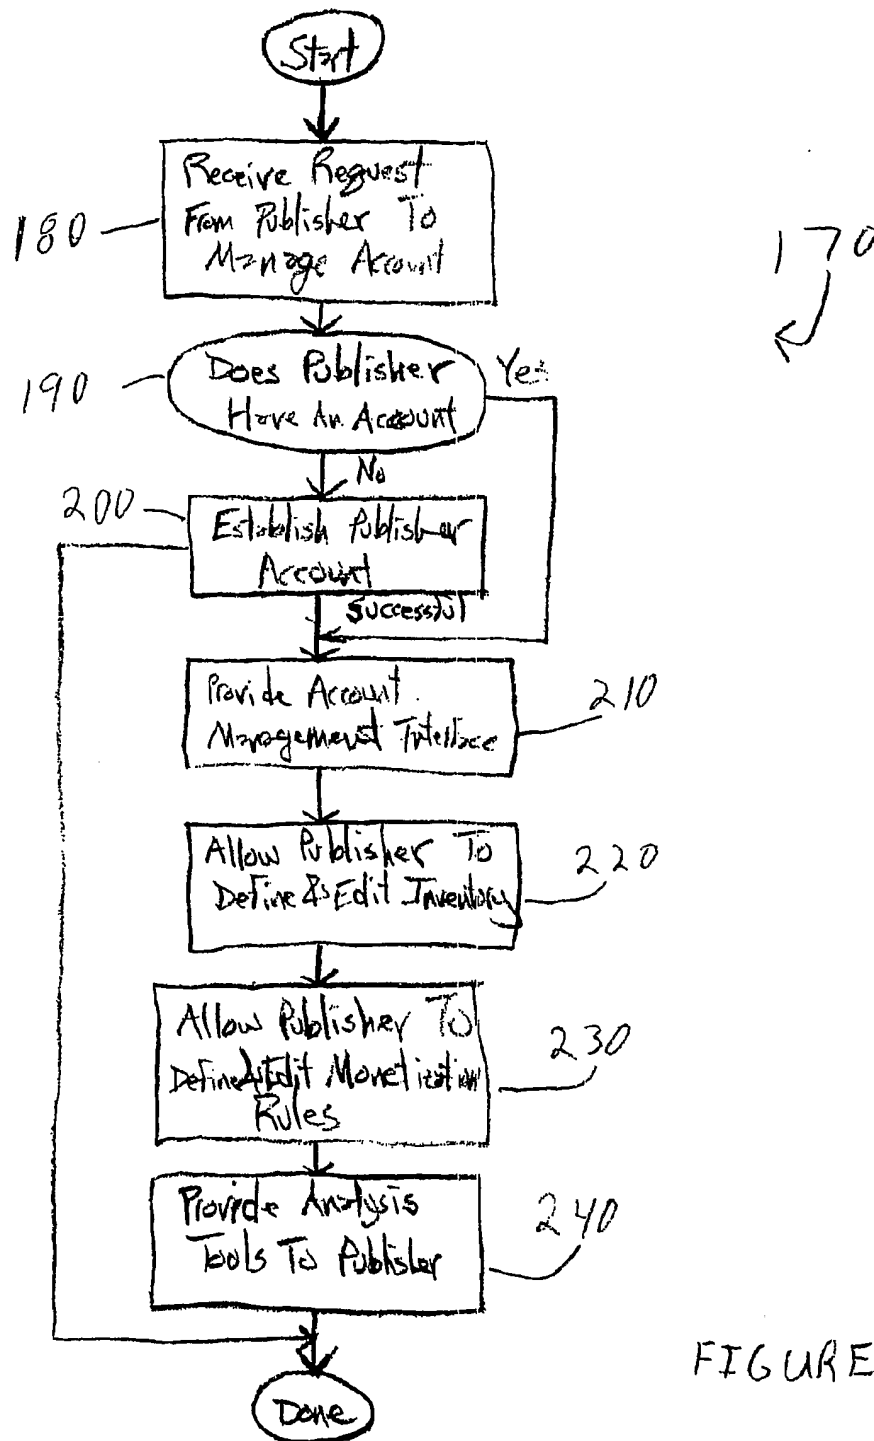 Start
Receive Request
From Publisher To
Manage Account
180
170
Does Publisher
Have An Account
Yes
190
No
200
Establish Publisher
Account
Successful
Provide Account
Management Interface
210
Allow Publisher To
Define & Edit Inventory
220
Allow Publisher To
Define & Edit Monetization
Rules
230
Provide Analysis
Tools To Publisher
240
Done
FIGURE